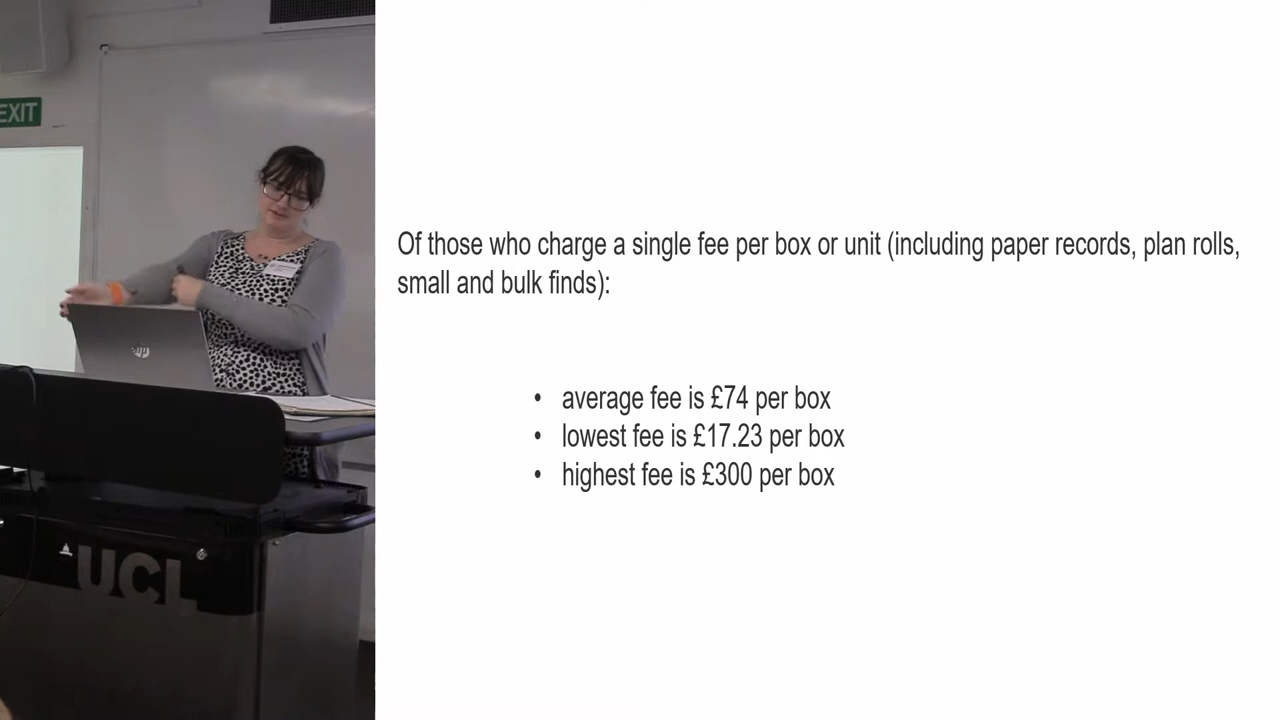 EXIT
hp
UCL
Of those who charge a single fee per box or unit (including paper records, plan rolls,
small and bulk finds):
• average fee is £74 per box
• lowest fee is £17.23 per box
• highest fee is £300 per box